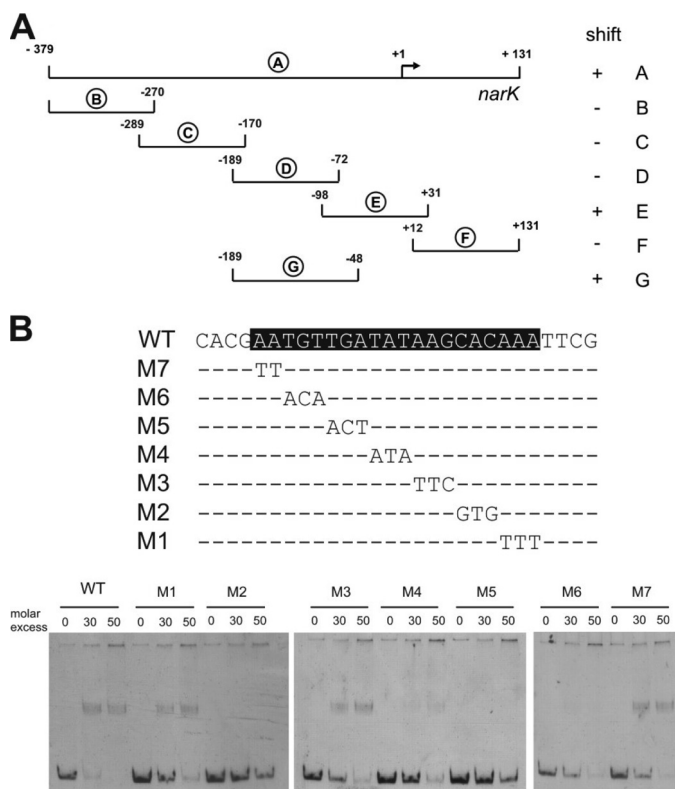 A
shift
- 379
A
+1
+ 131
narK
+ A
B
-270
- B
-289
C
-170
- C
-189
D
-72
- D
-98
E
+31
+ E
+12
F
+131
- F
-189
G
-48
+ G
B
WT CACGAATGTTGATATAAGCACAAATTCG
M7 ----TT----------------------
M6 ------ACA-------------------
M5 ---------ACT----------------
M4 ------------ATA-------------
M3 ---------------TTC----------
M2 ------------------GTG-------
M1 ---------------------TTT----
WT M1 M2 M3 M4 M5 M6 M7
molar excess
0 30 50 0 30 50 0 30 50 0 30 50 0 30 50 0 30 50 0 30 50 0 30 50